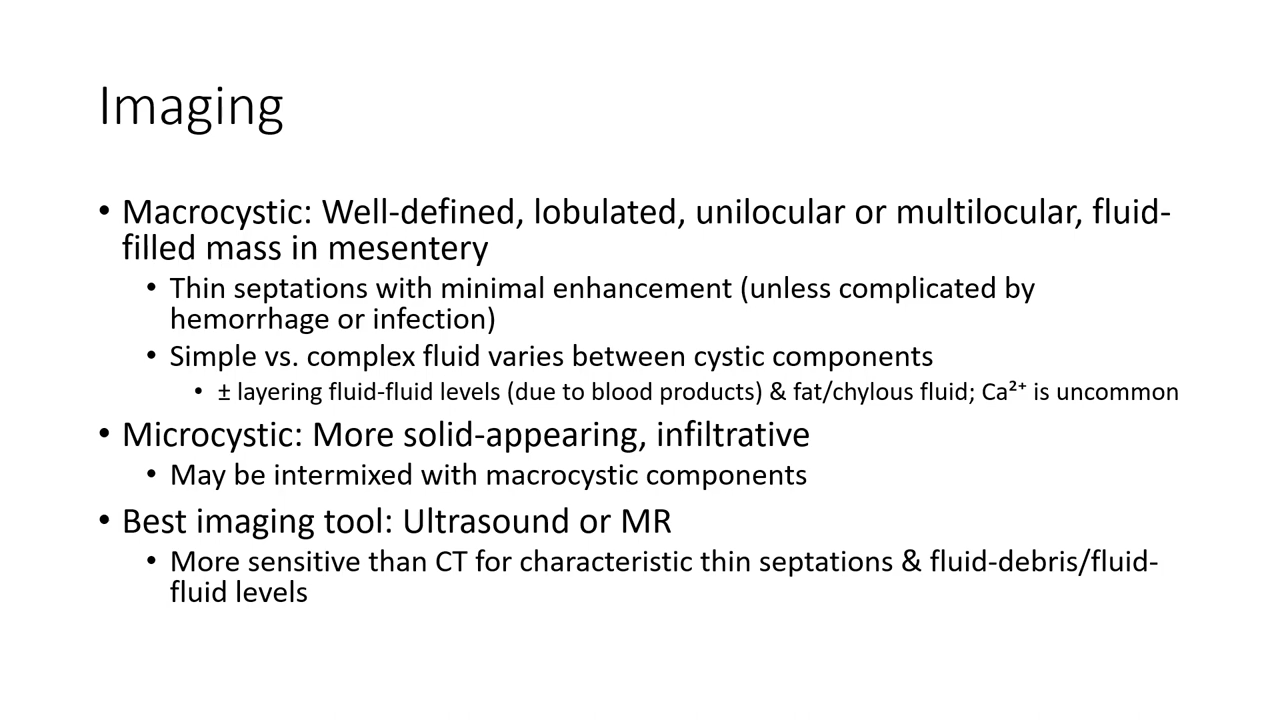 Imaging
• Macrocystic: Well-defined, lobulated, unilocular or multilocular, fluid-
filled mass in mesentery
• Thin septations with minimal enhancement (unless complicated by
hemorrhage or infection)
• Simple vs. complex fluid varies between cystic components
• ± layering fluid-fluid levels (due to blood products) & fat/chylous fluid; Ca²⁺ is uncommon
• Microcystic: More solid-appearing, infiltrative
• May be intermixed with macrocystic components
• Best imaging tool: Ultrasound or MR
• More sensitive than CT for characteristic thin septations & fluid-debris/fluid-
fluid levels